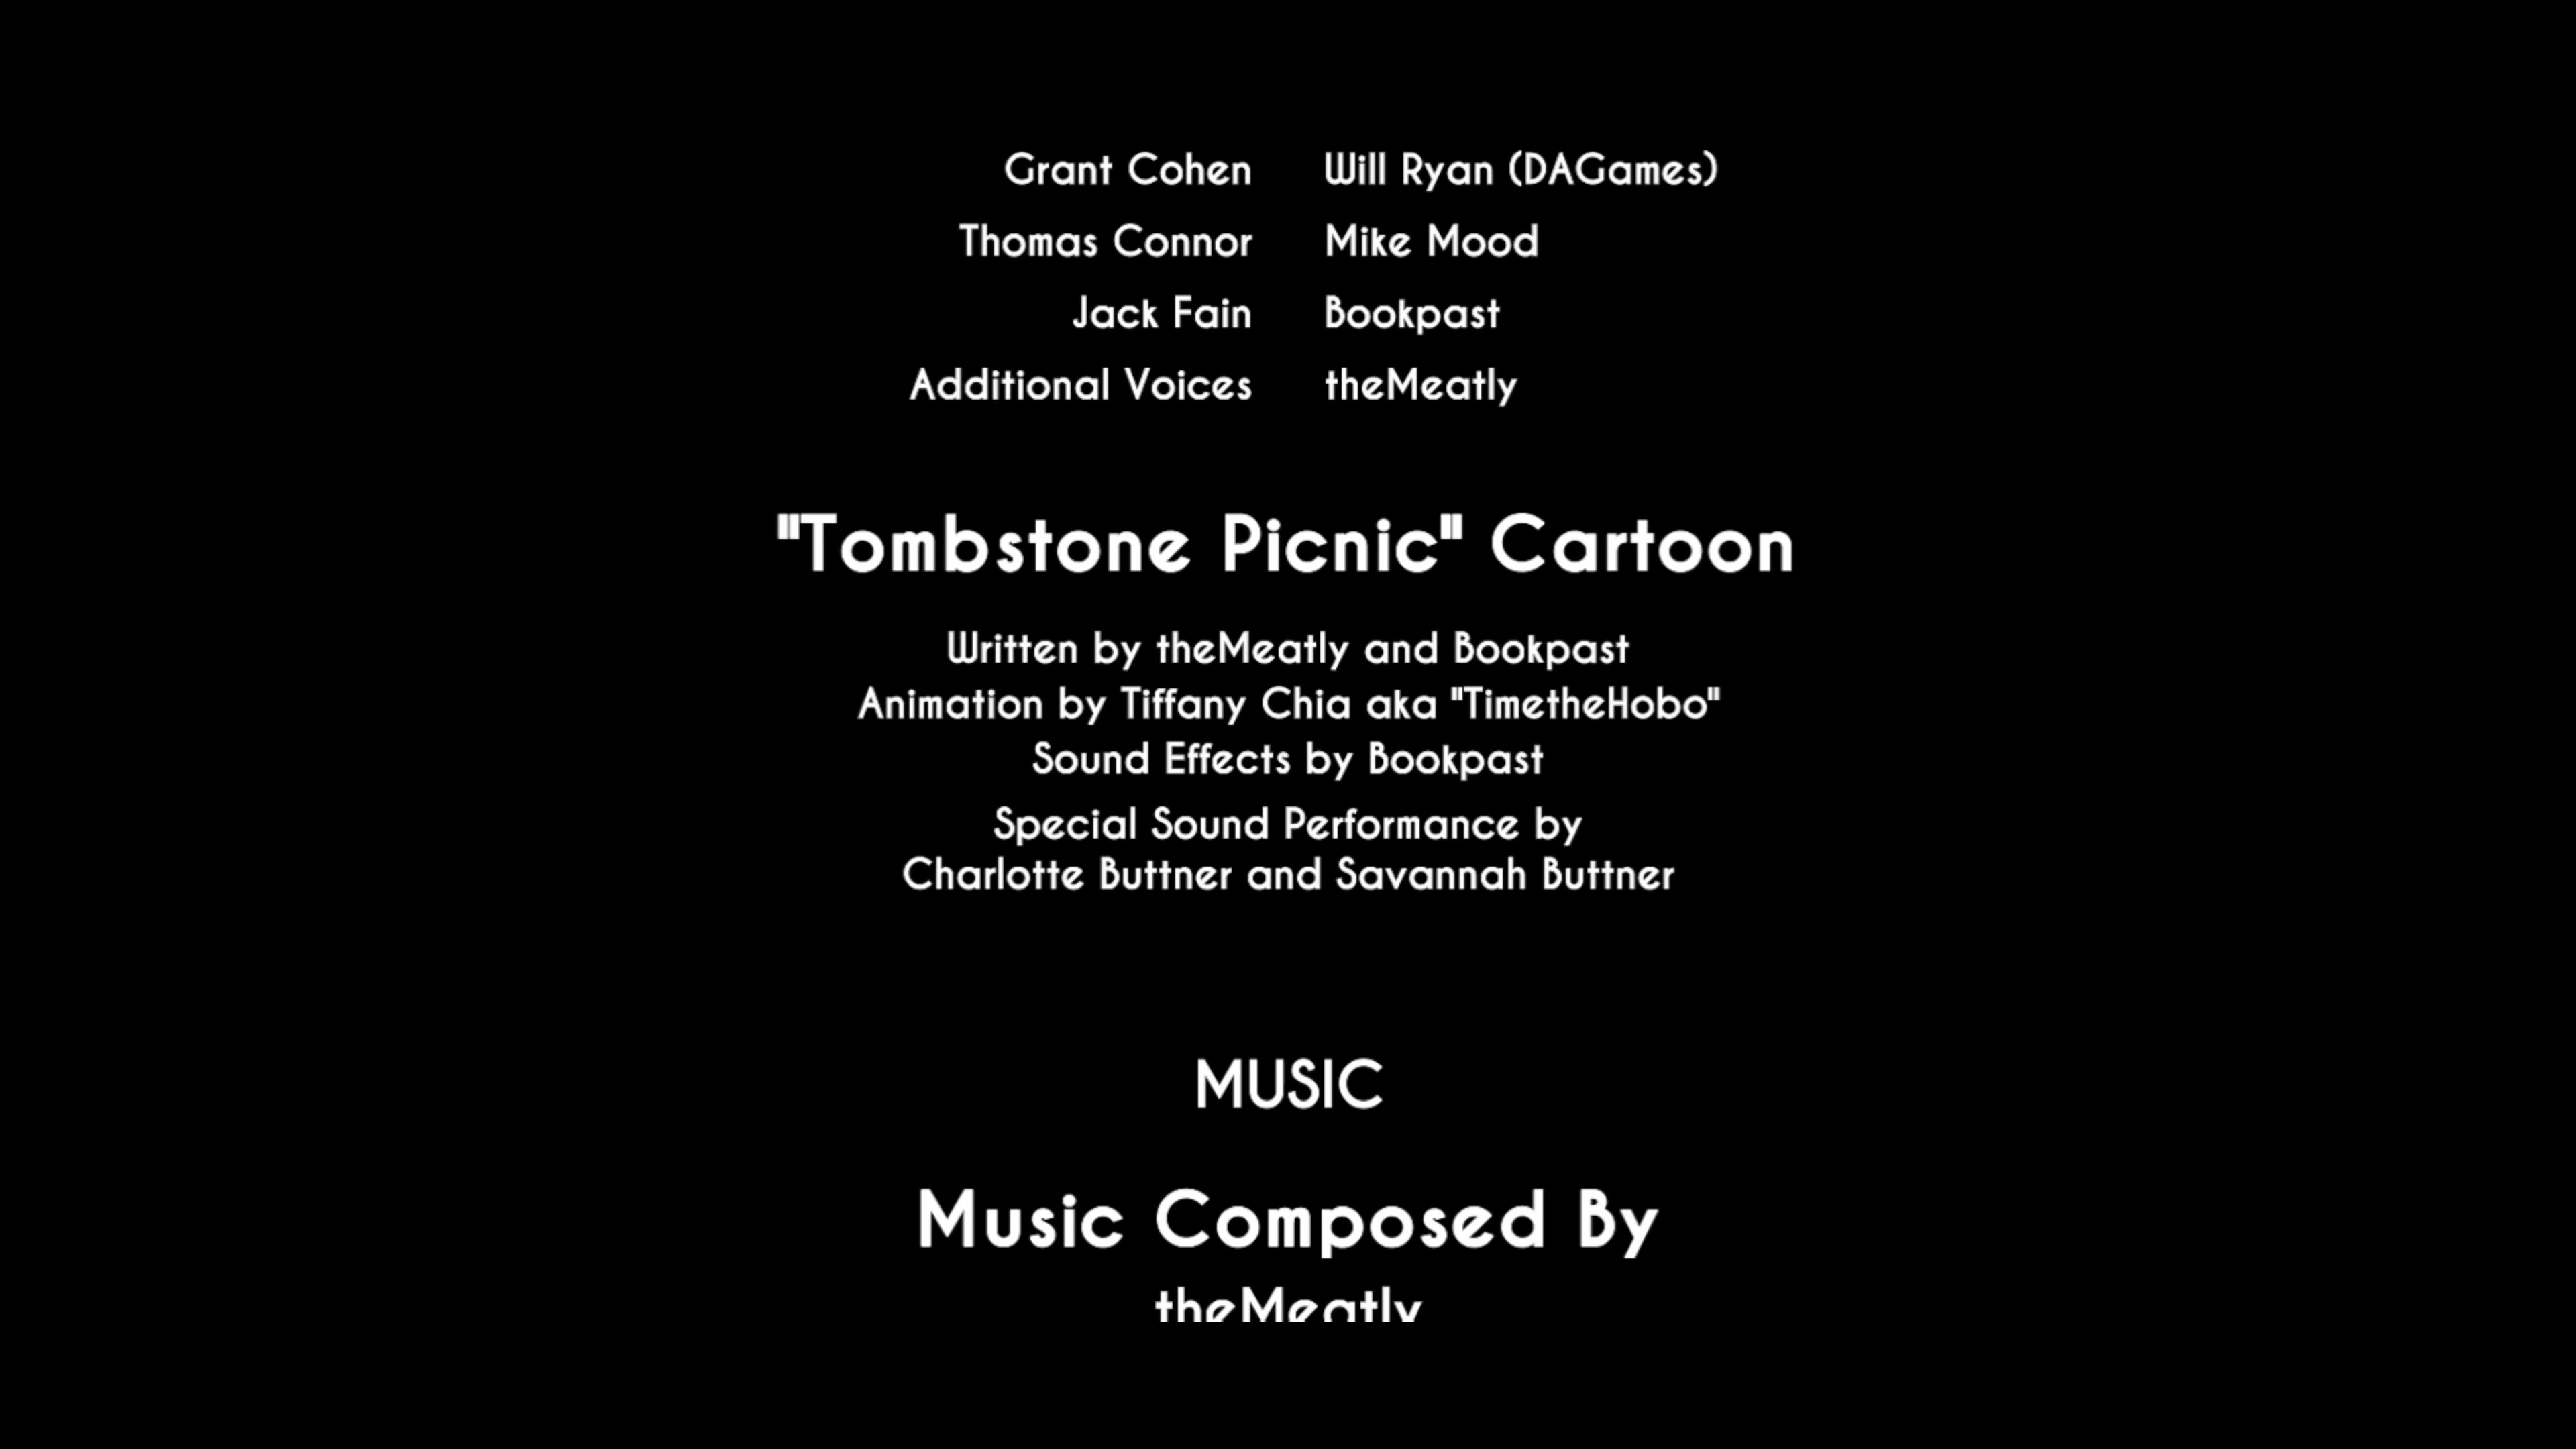 Grant Cohen Will Ryan (DAGames)
Thomas Connor Mike Mood
Jack Fain Bookpast
Additional Voices theMeatly
"Tombstone Picnic" Cartoon
Written by theMeatly and Bookpast
Animation by Tiffany Chia aka "TimetheHobo"
Sound Effects by Bookpast
Special Sound Performance by
Charlotte Buttner and Savannah Buttner
MUSIC
Music Composed By
theMeatly